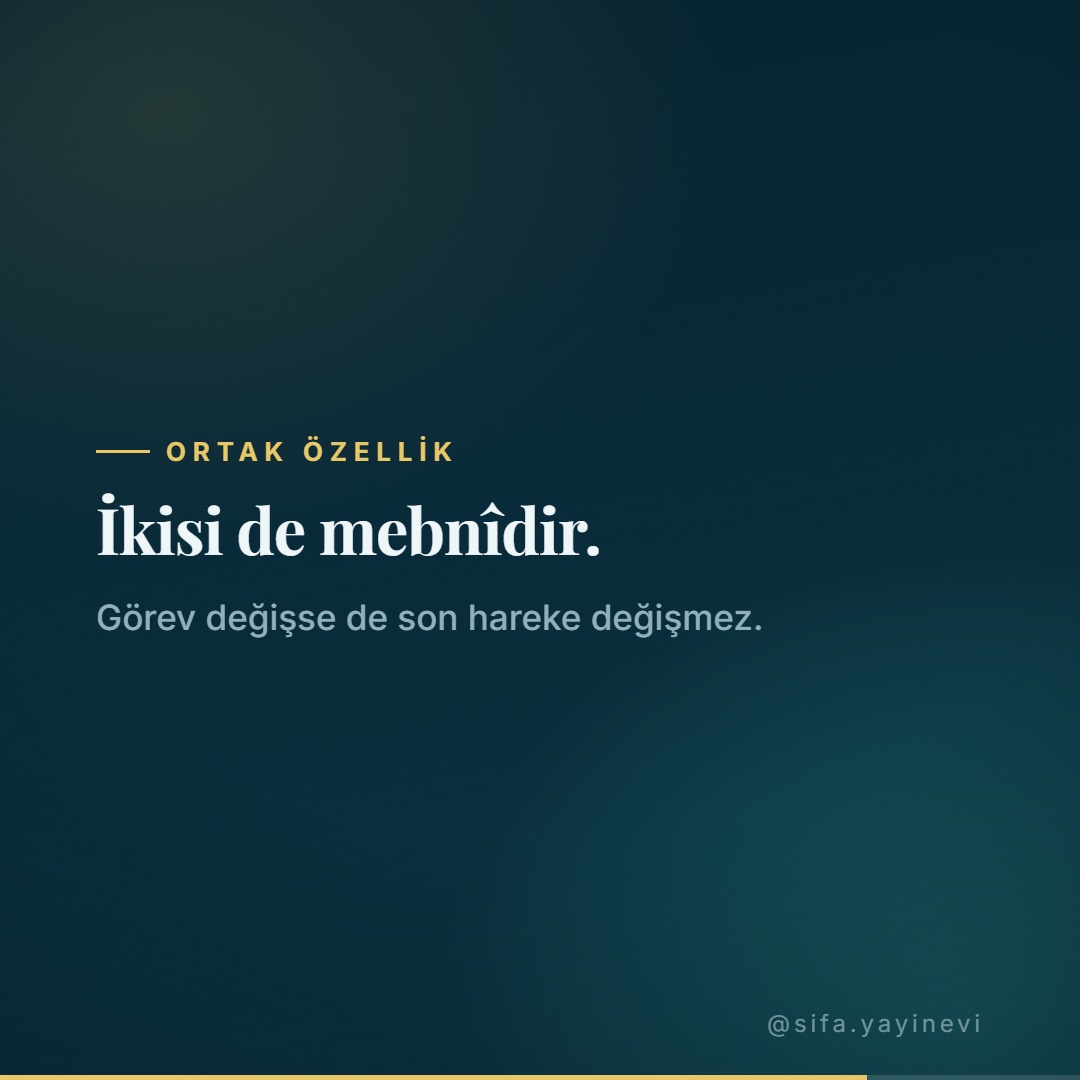 ORTAK ÖZELLİK
İkisi de mebnîdir.
Görev değişse de son hareke değişmez.
@sifa.yayinevi